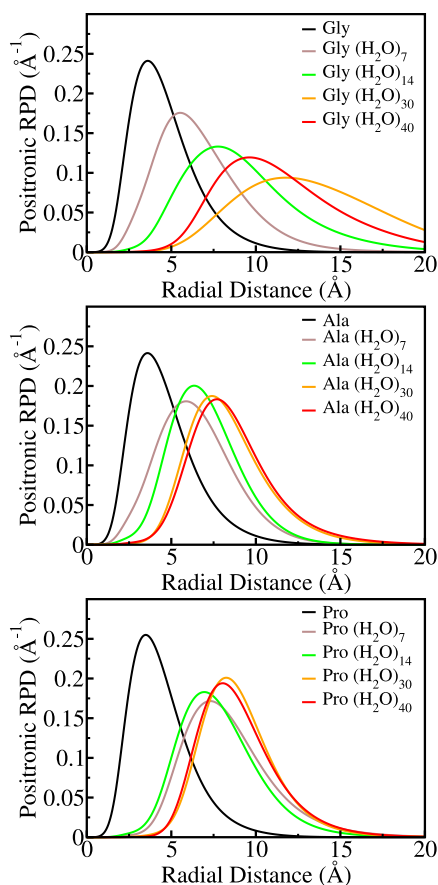 Positronic RPD (Å⁻¹)
0.25
0.2
0.15
0.1
0.05
0
Gly
Gly (H₂O)₇
Gly (H₂O)₁₄
Gly (H₂O)₃₀
Gly (H₂O)₄₀
0 5 10 15 20
Radial Distance (Å)
Positronic RPD (Å⁻¹)
0.25
0.2
0.15
0.1
0.05
0
Ala
Ala (H₂O)₇
Ala (H₂O)₁₄
Ala (H₂O)₃₀
Ala (H₂O)₄₀
0 5 10 15 20
Radial Distance (Å)
Positronic RPD (Å⁻¹)
0.25
0.2
0.15
0.1
0.05
0
Pro
Pro (H₂O)₇
Pro (H₂O)₁₄
Pro (H₂O)₃₀
Pro (H₂O)₄₀
0 5 10 15 20
Radial Distance (Å)